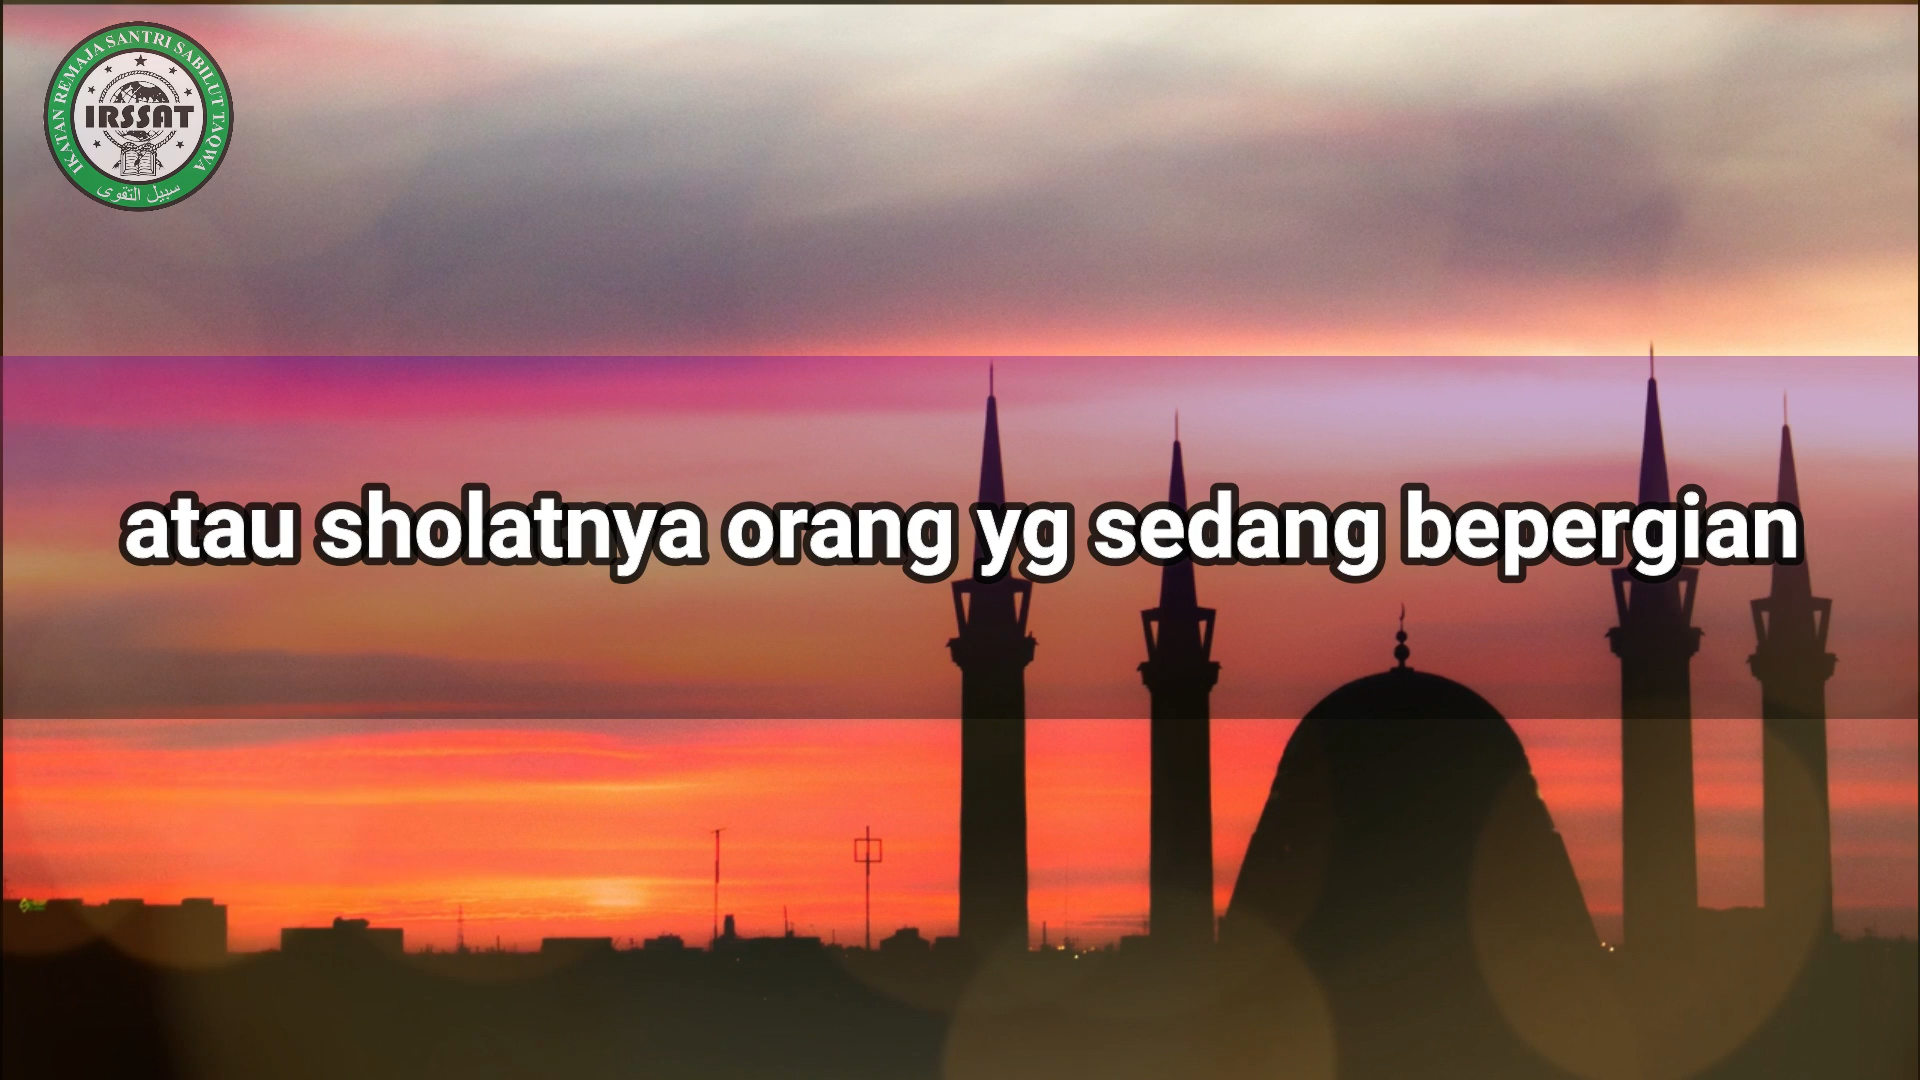 IKATAN REMAJA SANTRI SABILUT TAQWA
IRSSAT
سبيل التقوى
atau sholatnya orang yg sedang bepergian